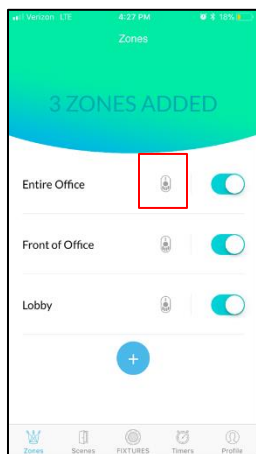 Verizon LTE 4:27 PM 18%
Zones
3 ZONES ADDED
Entire Office
Front of Office
Lobby
+
Zones Scenes FIXTURES Timers Profile